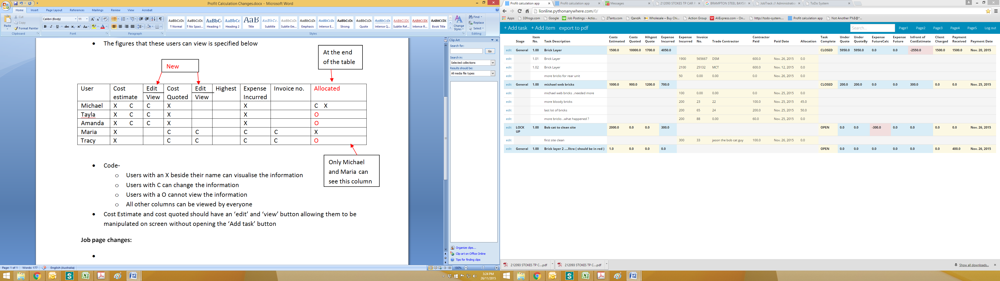 Profit Calculation Changes.docx - Microsoft Word
Home Insert Page Layout References Mailings Review View Acrobat
Paste
Cut
Copy
Format Painter
Clipboard
Calibri (Body) 11
Font
Paragraph
AaBbCcDc AaBbCcDc AaBbC AaBbCc AaB AaBbCc. AaBbCcDc AaBbCcDc AaBbCcDc AaBbCcDc AaBbCcDc AaBbCcDc AABBCCDC AABBCCDC AaBbCcDc
¶ Normal ¶ No Spaci... Heading 1 Heading 2 Title Subtitle Subtle Em... Emphasis Intense E... Strong Quote Intense Q... Subtle Ref... Intense R... Book Title
Styles
Change
Styles
Find
Replace
Select
Editing
• The figures that these users can view is specified below
New
At the end
of the table
User Cost Edit Cost Edit Highest Expense Invoice no. Allocated
estimate View Quoted View Incurred
Michael X C C X X C X
Tayla X C C X X O
Amanda X C C X X O
Maria X C C C C X
Tracy X C C C C O
Only Michael
and Maria can
see this column
• Code-
o Users with an X beside their name can visualise the information
o Users with C can change the information
o Users with a O cannot view the information
o All other columns can be viewed by everyone
• Cost Estimate and cost quoted should have an ‘edit’ and ‘view’ button allowing them to be
manipulated on screen without opening the ‘Add task’ button
Job page changes:
•
Clip Art
Search for:
Go
Search in:
Selected collections
Results should be:
All media file types
Organize clips...
Clip art on Office Online
Tips for finding clips
Page: 1 of 1 Words: 177 English (Australia) 180%
3:24 PM
26/11/2015
Profit calculation app Profit calculation app Messages 212093 STOKES TP CAR P BRAMPTON STEEL BAYSW JobTrack // Administratio ToDo System
lionline.pythonanywhere.com/0/
Apps 33frogs.com Google Job Postings - Actio... 27ants.com QandA Wholesale – Buy Chi... Action Group AliExpress.com - On... http://todo-system.... Profit calculation app Not Another F%$@"...
+ Add task + Add item export to pdf Search... Page1 Page2 Page3 Page4 Page5 Log out
Item Costs Costs Hihgest Expense Expense Invoice Contractor Task Under Under Expense Expense Infront of Client Payment
Stage No. Task Description Estimated Quoted Quote Incurred Incurred No. Trade Contractor Paid Paid Date Allocation Complete Quote QuoteBy FutureCalc Future CostEstimate Charged Received Payment Date
edit General 1.00 Brick Layer 1500.0 10000.0 1700.0 4050.0 CLOSED 5950.0 5950.0 0.0 0.0 -2550.0 1500.0 1500.0 Nov. 20, 2015
edit 1.01 Brick Layer 1900 565667 DSM 600.0 Nov. 26, 2015 0.0
edit 1.02 Brick Layer 2100 25132 MCT 600.0 Nov. 12, 2015 0.0
edit more bricks for rear unit 50 0.00 0.00 0.0 Nov. 26, 2015 0.0
edit General 1.00 michael web bricks 1000.0 900.0 1200.0 700.0 CLOSED 200.0 200.0 0.0 0.0 300.0 0.0 0.0 Nov. 25, 2015
edit michael web bricks ..needed more 100 0.00 0.00 0.0 Nov. 25, 2015 0.0
edit more bloody bricks 200 23 22 100.0 Nov. 25, 2015 45.0
edit last lot of bricks 200 65 24 200.0 Nov. 25, 2015 50.0
edit more bricks ..what happened ? 200 88 0.00 60.0 Nov. 25, 2015 0.0
edit LOCK 1.00 Bob cat to clean site 2000.0 0.0 0.0 300.0 OPEN 0.0 0.0 -300.0 0.0 0.0 0.0 0.0 Nov. 26, 2015
UP
edit first site clean 300 33 jason the bob cat guy 100.0 Nov. 26, 2015 0.0
edit General 1.00 Brick layer 2 ....Xtra ( should be in red ) 1.0 0.0 0.0 0.0 OPEN 0.0 0.0 0.0 0.0 0.0 0.0 400.0 Nov. 26, 2015
212093 STOKES TP C....pdf 212093 STOKES TP C....pdf Show all downloads...